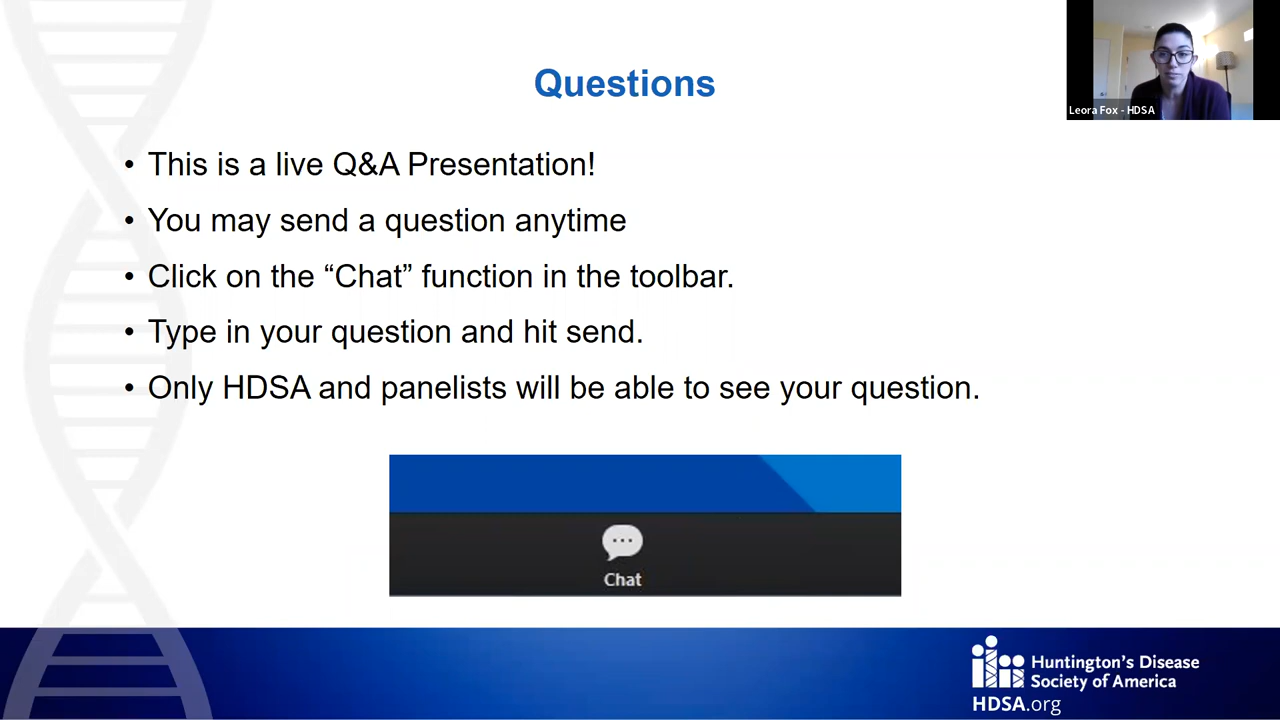 Questions
Leora Fox - HDSA
• This is a live Q&A Presentation!
• You may send a question anytime
• Click on the “Chat” function in the toolbar.
• Type in your question and hit send.
• Only HDSA and panelists will be able to see your question.
Chat
Huntington's Disease
Society of America
HDSA.org